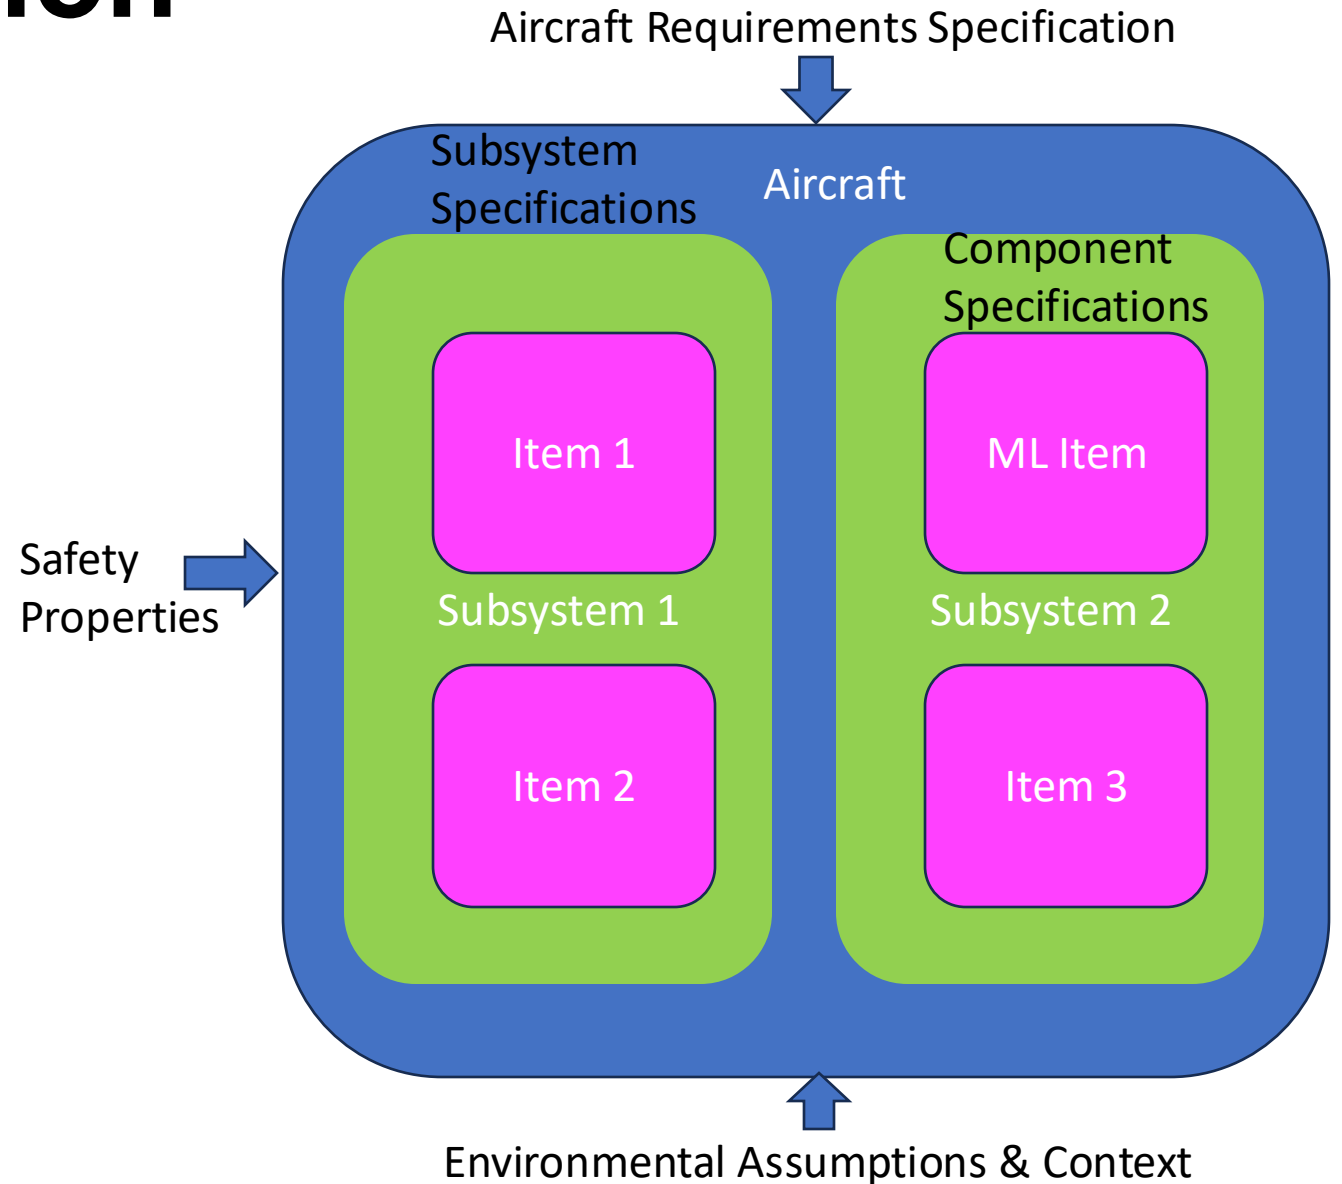 Aircraft Requirements Specification
Subsystem
Specifications
Aircraft
Component
Specifications
Item 1
ML Item
Safety
Properties
Subsystem 1
Subsystem 2
Item 2
Item 3
Environmental Assumptions & Context